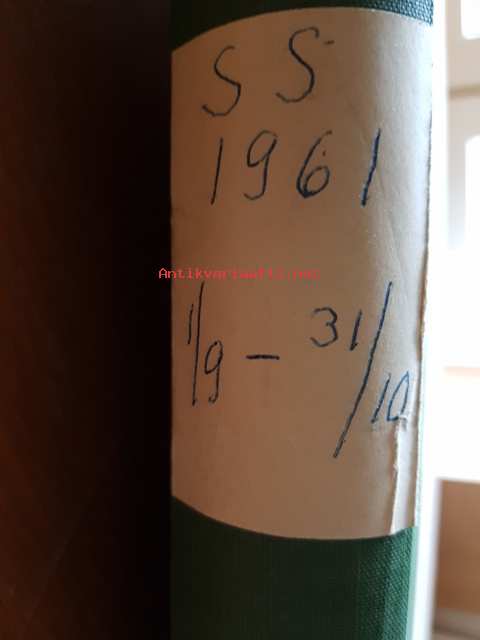 SS
1961
Antikvariaatti.net
1/9 - 31/10